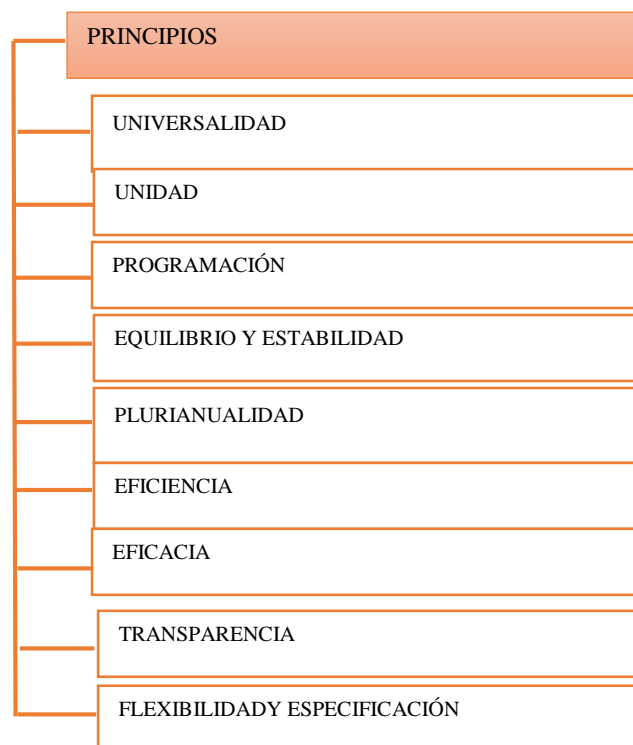 PRINCIPIOS
UNIVERSALIDAD
UNIDAD
PROGRAMACIÓN
EQUILIBRIO Y ESTABILIDAD
PLURIANUALIDAD
EFICIENCIA
EFICACIA
TRANSPARENCIA
FLEXIBILIDADY ESPECIFICACIÓN